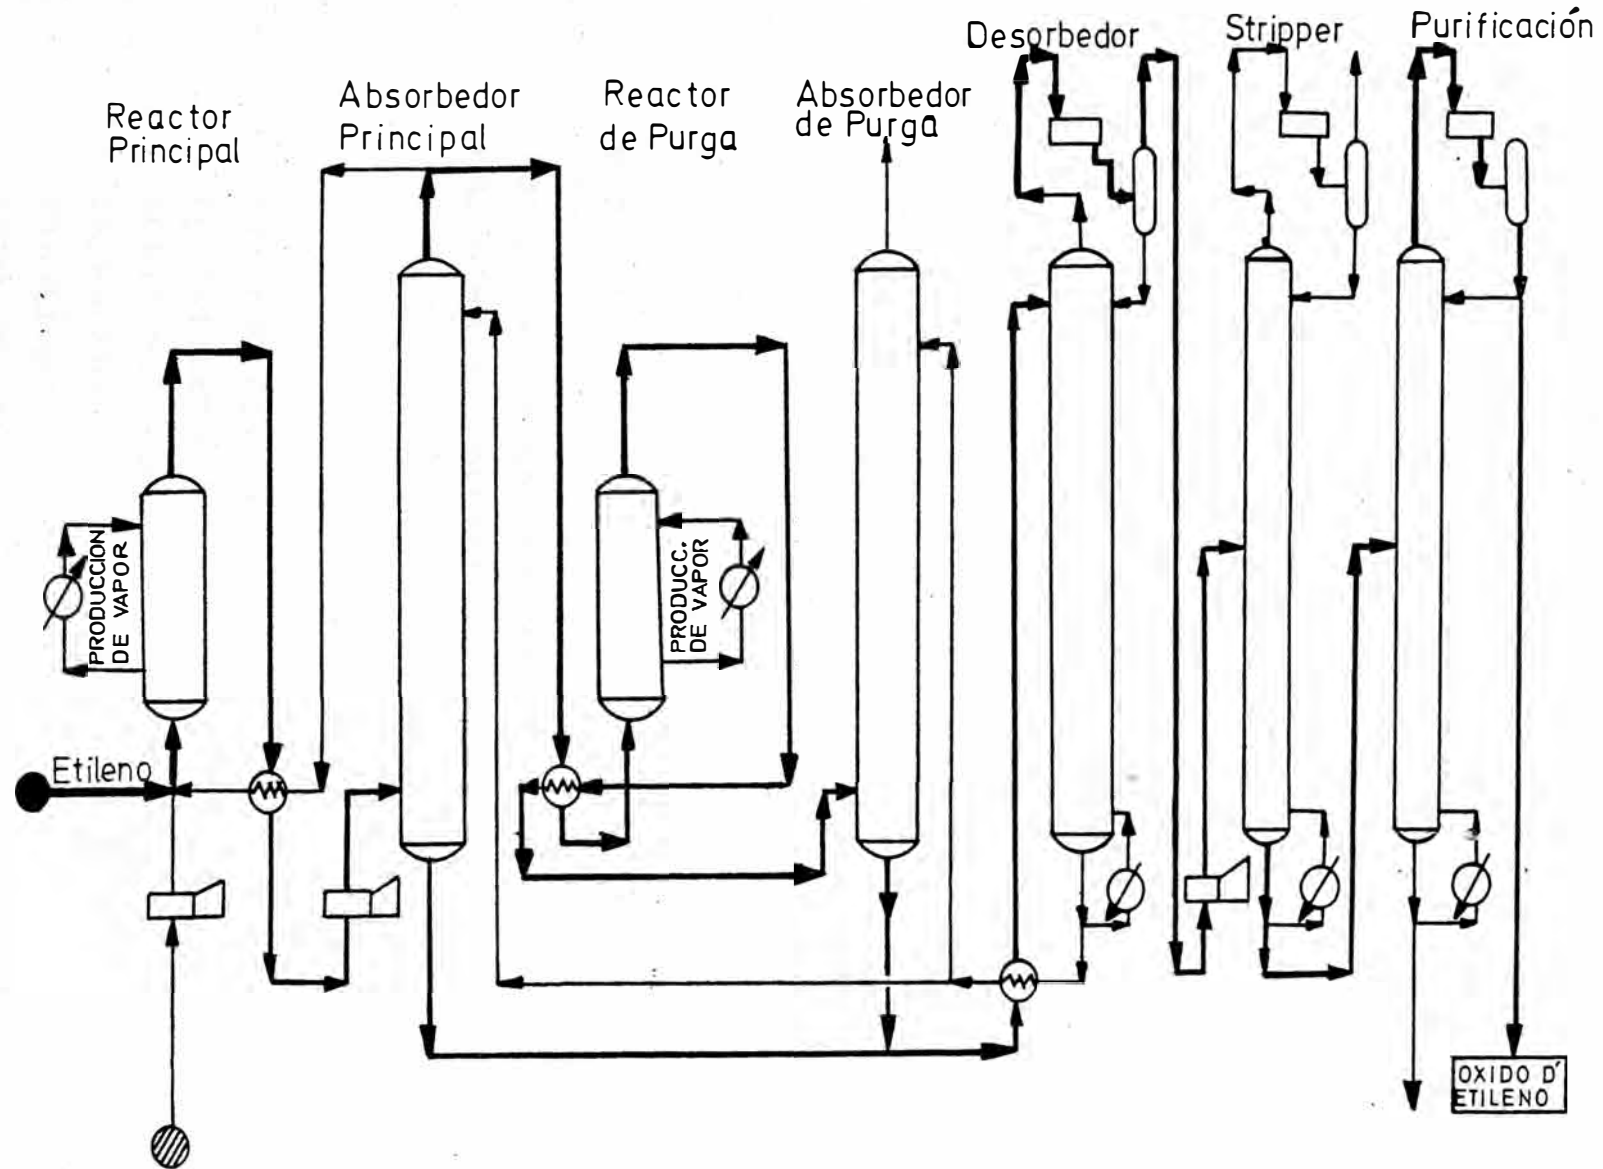 Reactor
Principal
Absorbedor
Principal
Reactor
de Purga
Absorbedor
de Purga
Desorbedor
Stripper
Purificación
PRODUCCION
DE VAPOR
PRODUCC.
DE VAPOR
Etileno
OXIDO D'
ETILENO